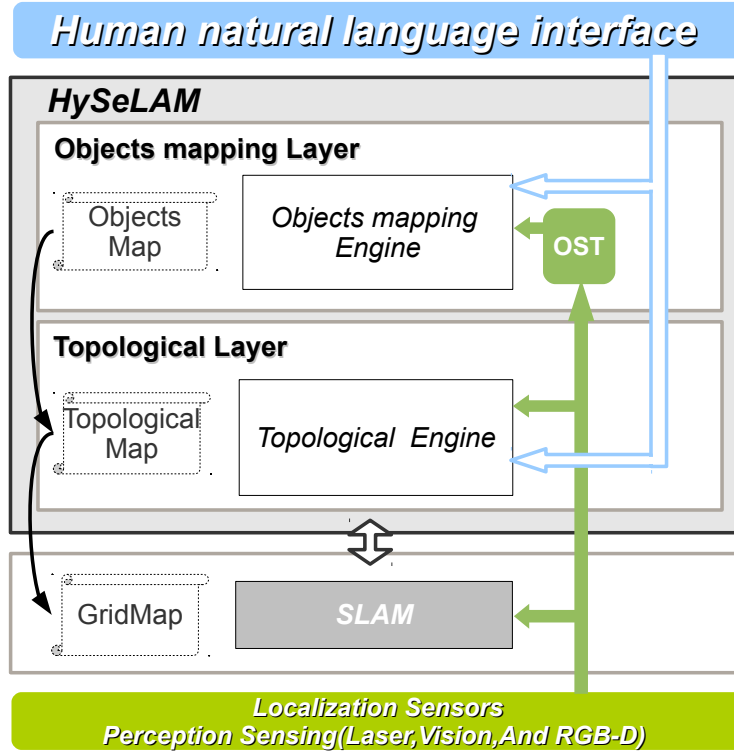 Human natural language interface
HySeLAM
Objects mapping Layer
Objects
Map
Objects mapping
Engine
OST
Topological Layer
Topological
Map
Topological Engine
GridMap
SLAM
Localization Sensors
Perception Sensing(Laser,Vision,And RGB-D)